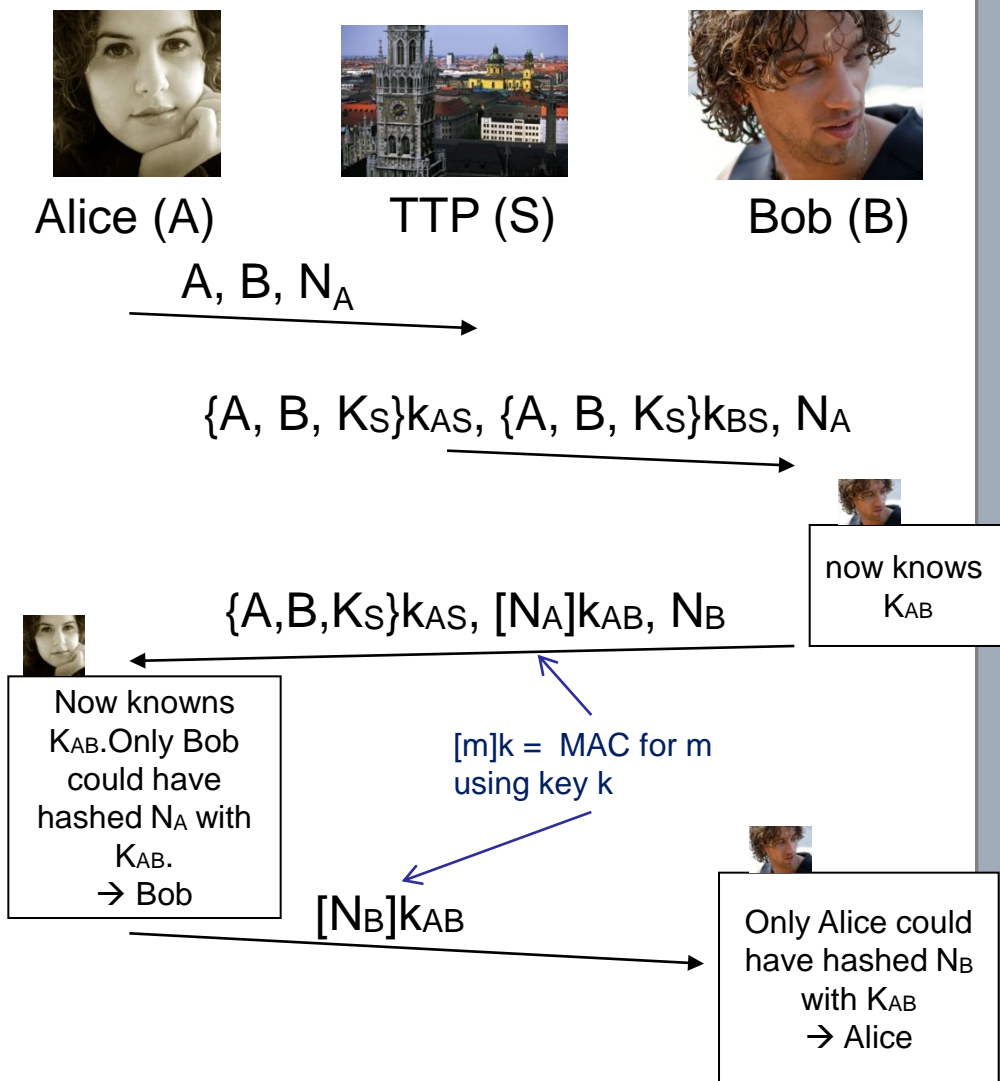 Alice (A)
TTP (S)
Bob (B)
A, B, N_A
{A, B, KS}kAS, {A, B, KS}kBS, NA
now knows
KAB
{A,B,KS}kAS, [NA]kAB, NB
Now knowns
KAB.Only Bob
could have
hashed NA with
KAB.
→ Bob
[m]k = MAC for m
using key k
[NB]kAB
Only Alice could
have hashed NB
with KAB
→ Alice